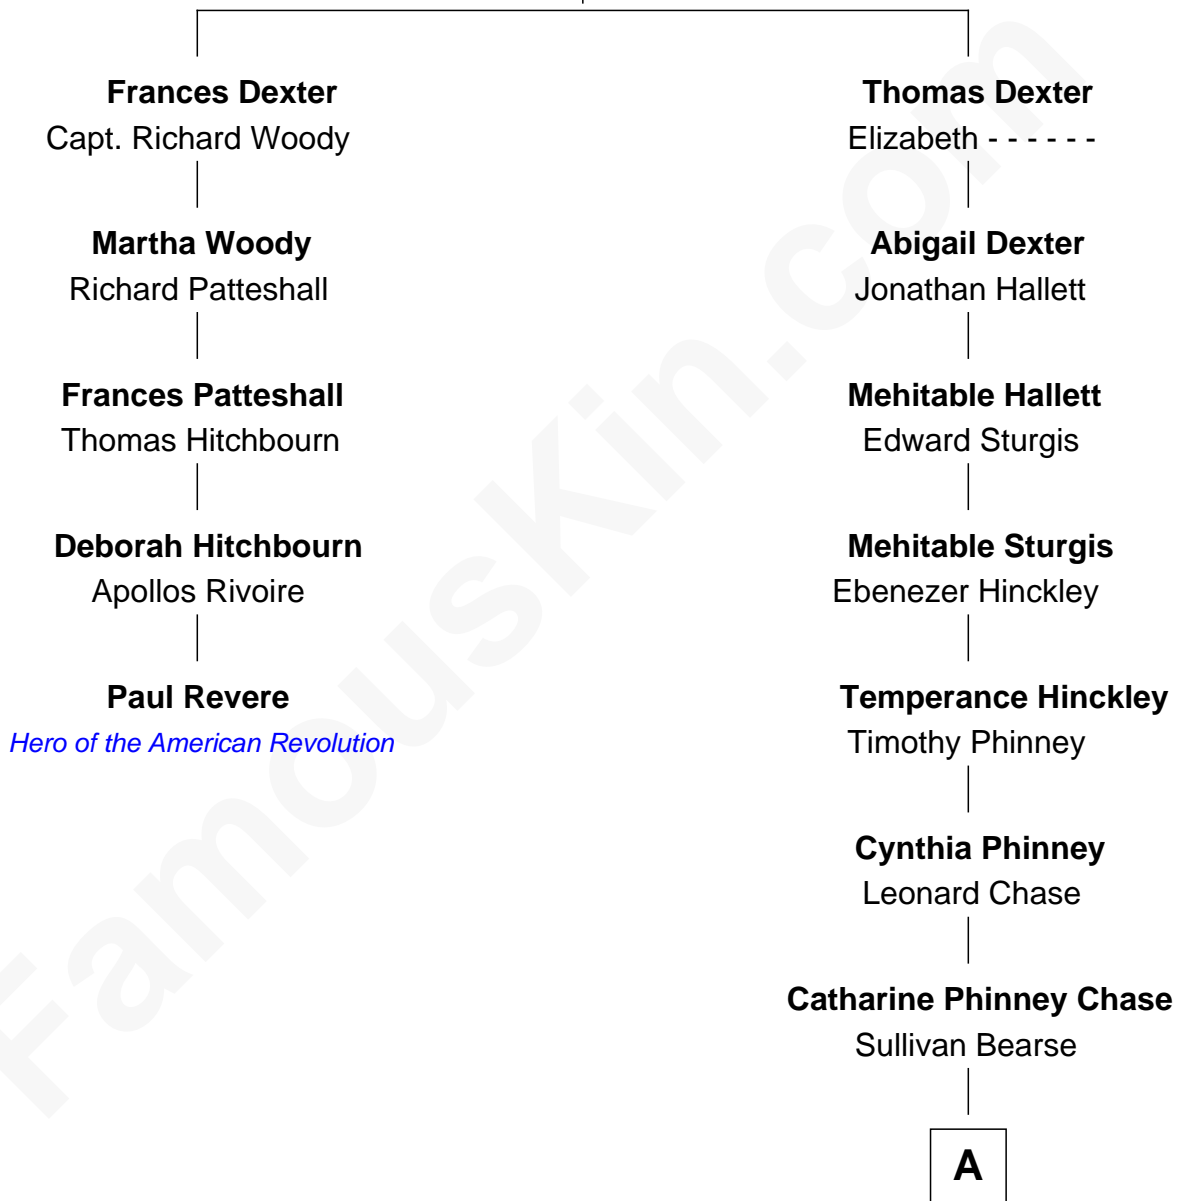 Frances Dexter
Capt. Richard Woody
Martha Woody
Richard Patteshall
Frances Patteshall
Thomas Hitchbourn
Deborah Hitchbourn
Apollos Rivoire
Paul Revere
Hero of the American Revolution
Thomas Dexter
Elizabeth - - - - - -
Abigail Dexter
Jonathan Hallett
Mehitable Hallett
Edward Sturgis
Mehitable Sturgis
Ebenezer Hinckley
Temperance Hinckley
Timothy Phinney
Cynthia Phinney
Leonard Chase
Catharine Phinney Chase
Sullivan Bearse
A
FamousKin.com